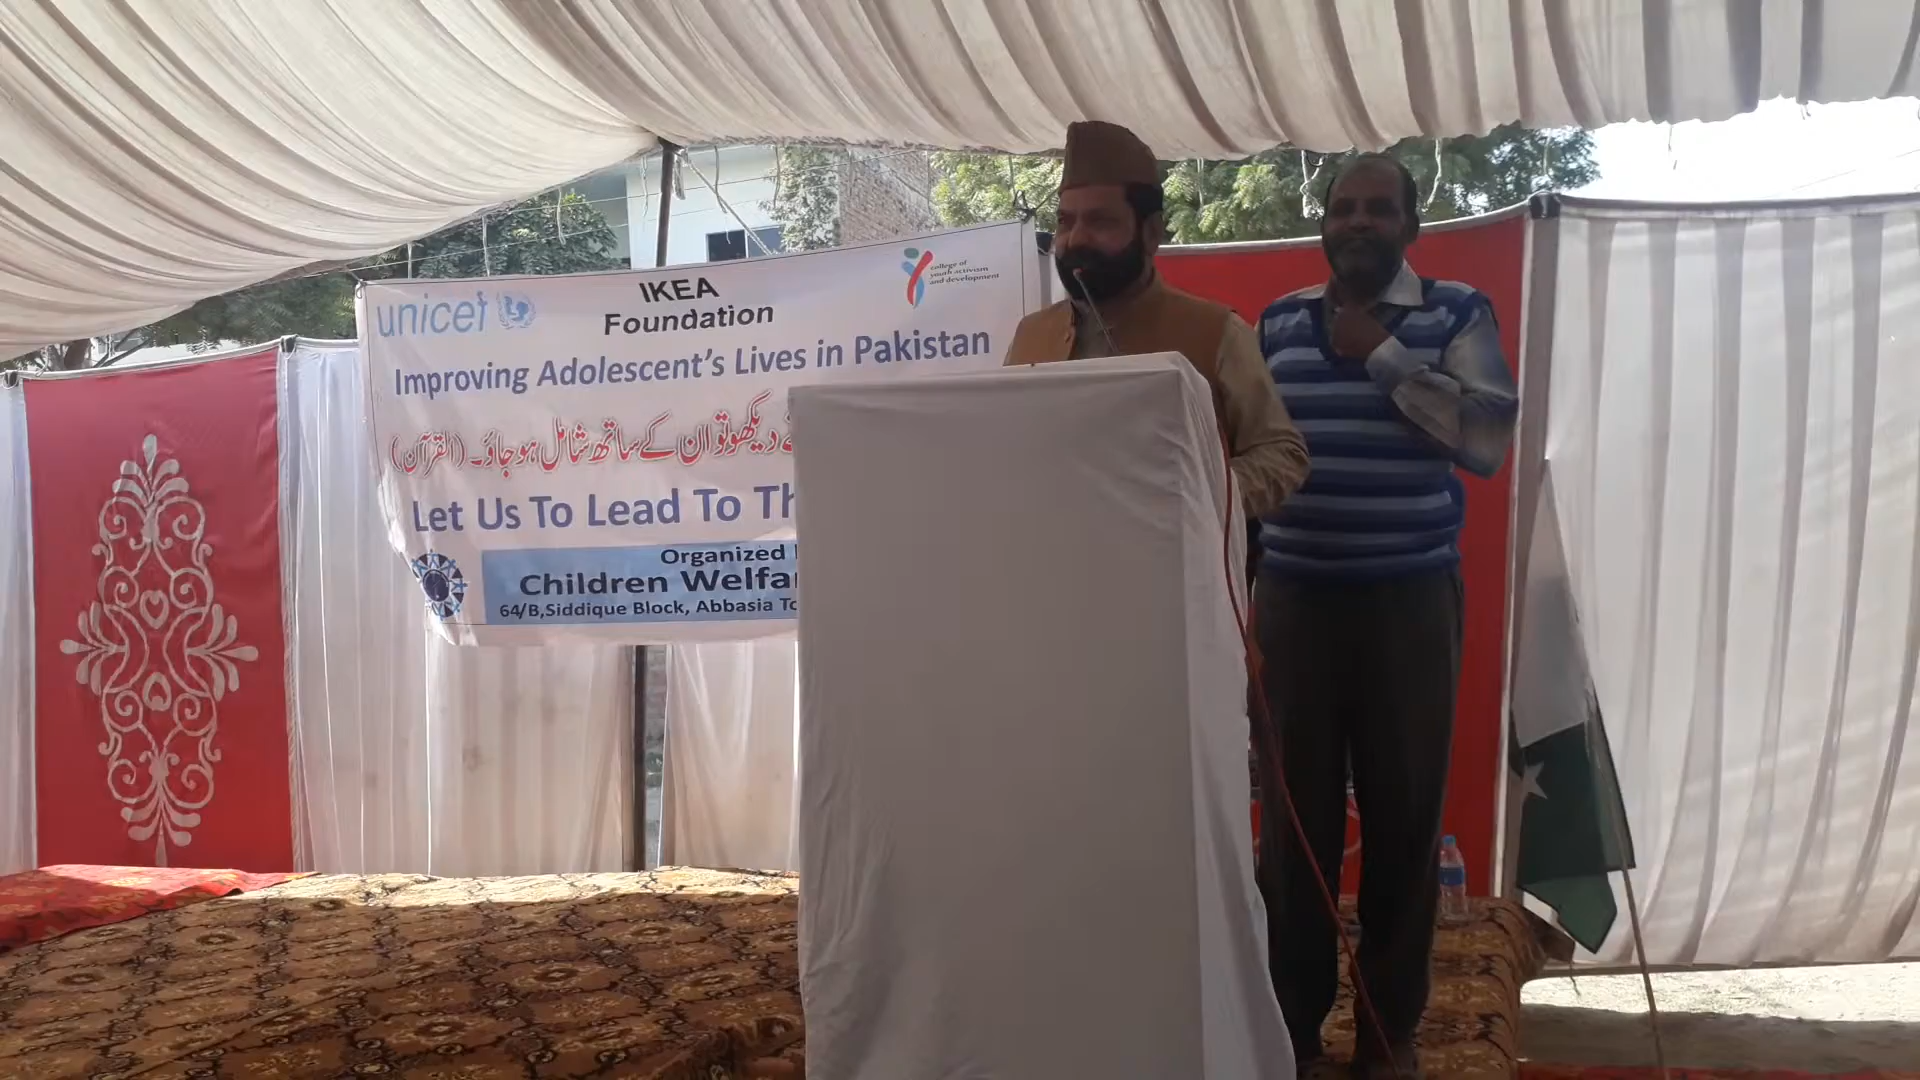 unicef
IKEA
Foundation
college of
youth activism
and development
Improving Adolescent's Lives in Pakistan
دیکھو تو ان کے ساتھ شامل ہو جاؤ۔ (القرآن)
Let Us To Lead To Th
Organized
Children Welfa
64/B,Siddique Block, Abbasia To